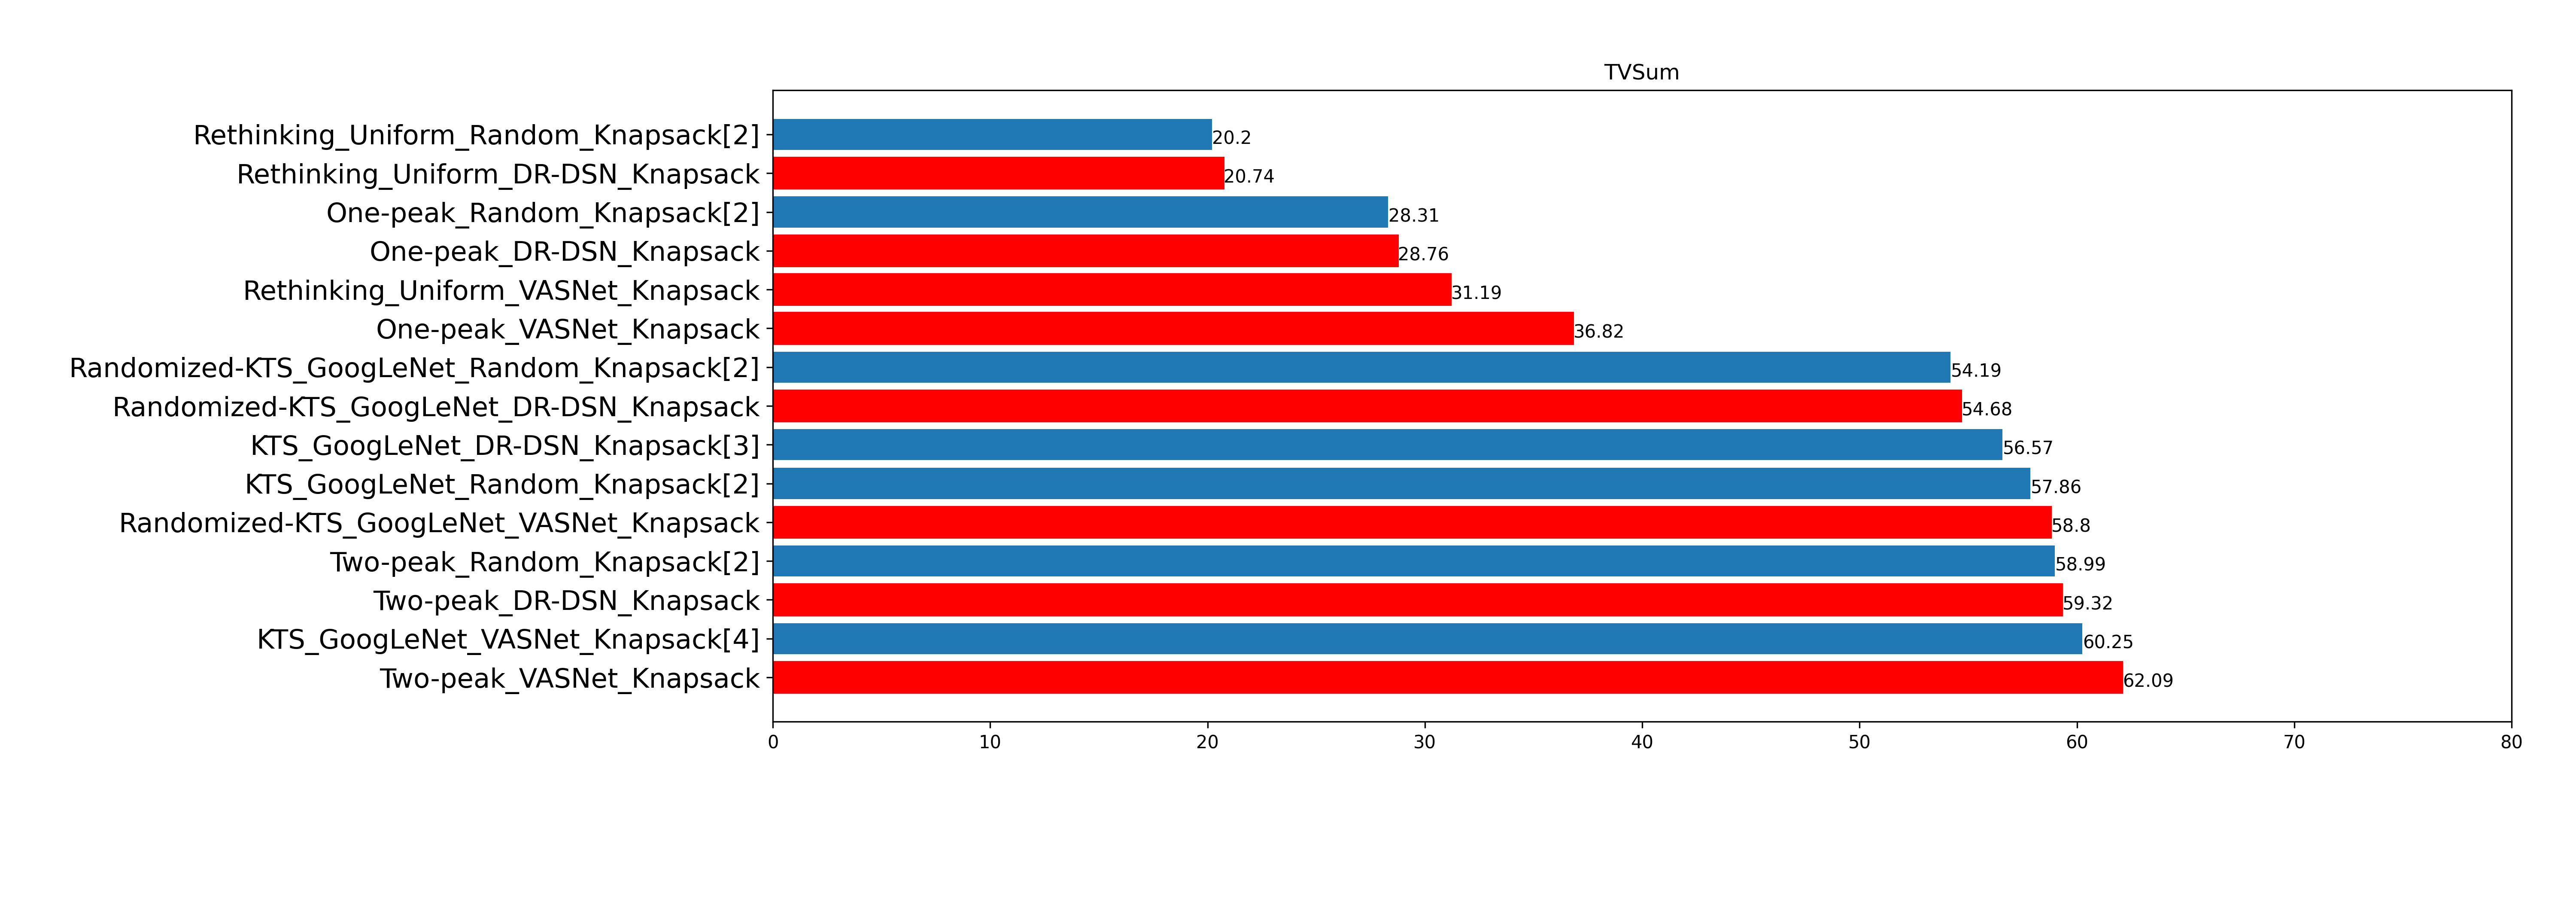 TVSum
Rethinking_Uniform_Random_Knapsack[2] 20.2
Rethinking_Uniform_DR-DSN_Knapsack 20.74
One-peak_Random_Knapsack[2] 28.31
One-peak_DR-DSN_Knapsack 28.76
Rethinking_Uniform_VASNet_Knapsack 31.19
One-peak_VASNet_Knapsack 36.82
Randomized-KTS_GoogLeNet_Random_Knapsack[2] 54.19
Randomized-KTS_GoogLeNet_DR-DSN_Knapsack 54.68
KTS_GoogLeNet_DR-DSN_Knapsack[3] 56.57
KTS_GoogLeNet_Random_Knapsack[2] 57.86
Randomized-KTS_GoogLeNet_VASNet_Knapsack 58.8
Two-peak_Random_Knapsack[2] 58.99
Two-peak_DR-DSN_Knapsack 59.32
KTS_GoogLeNet_VASNet_Knapsack[4] 60.25
Two-peak_VASNet_Knapsack 62.09
0 10 20 30 40 50 60 70 80